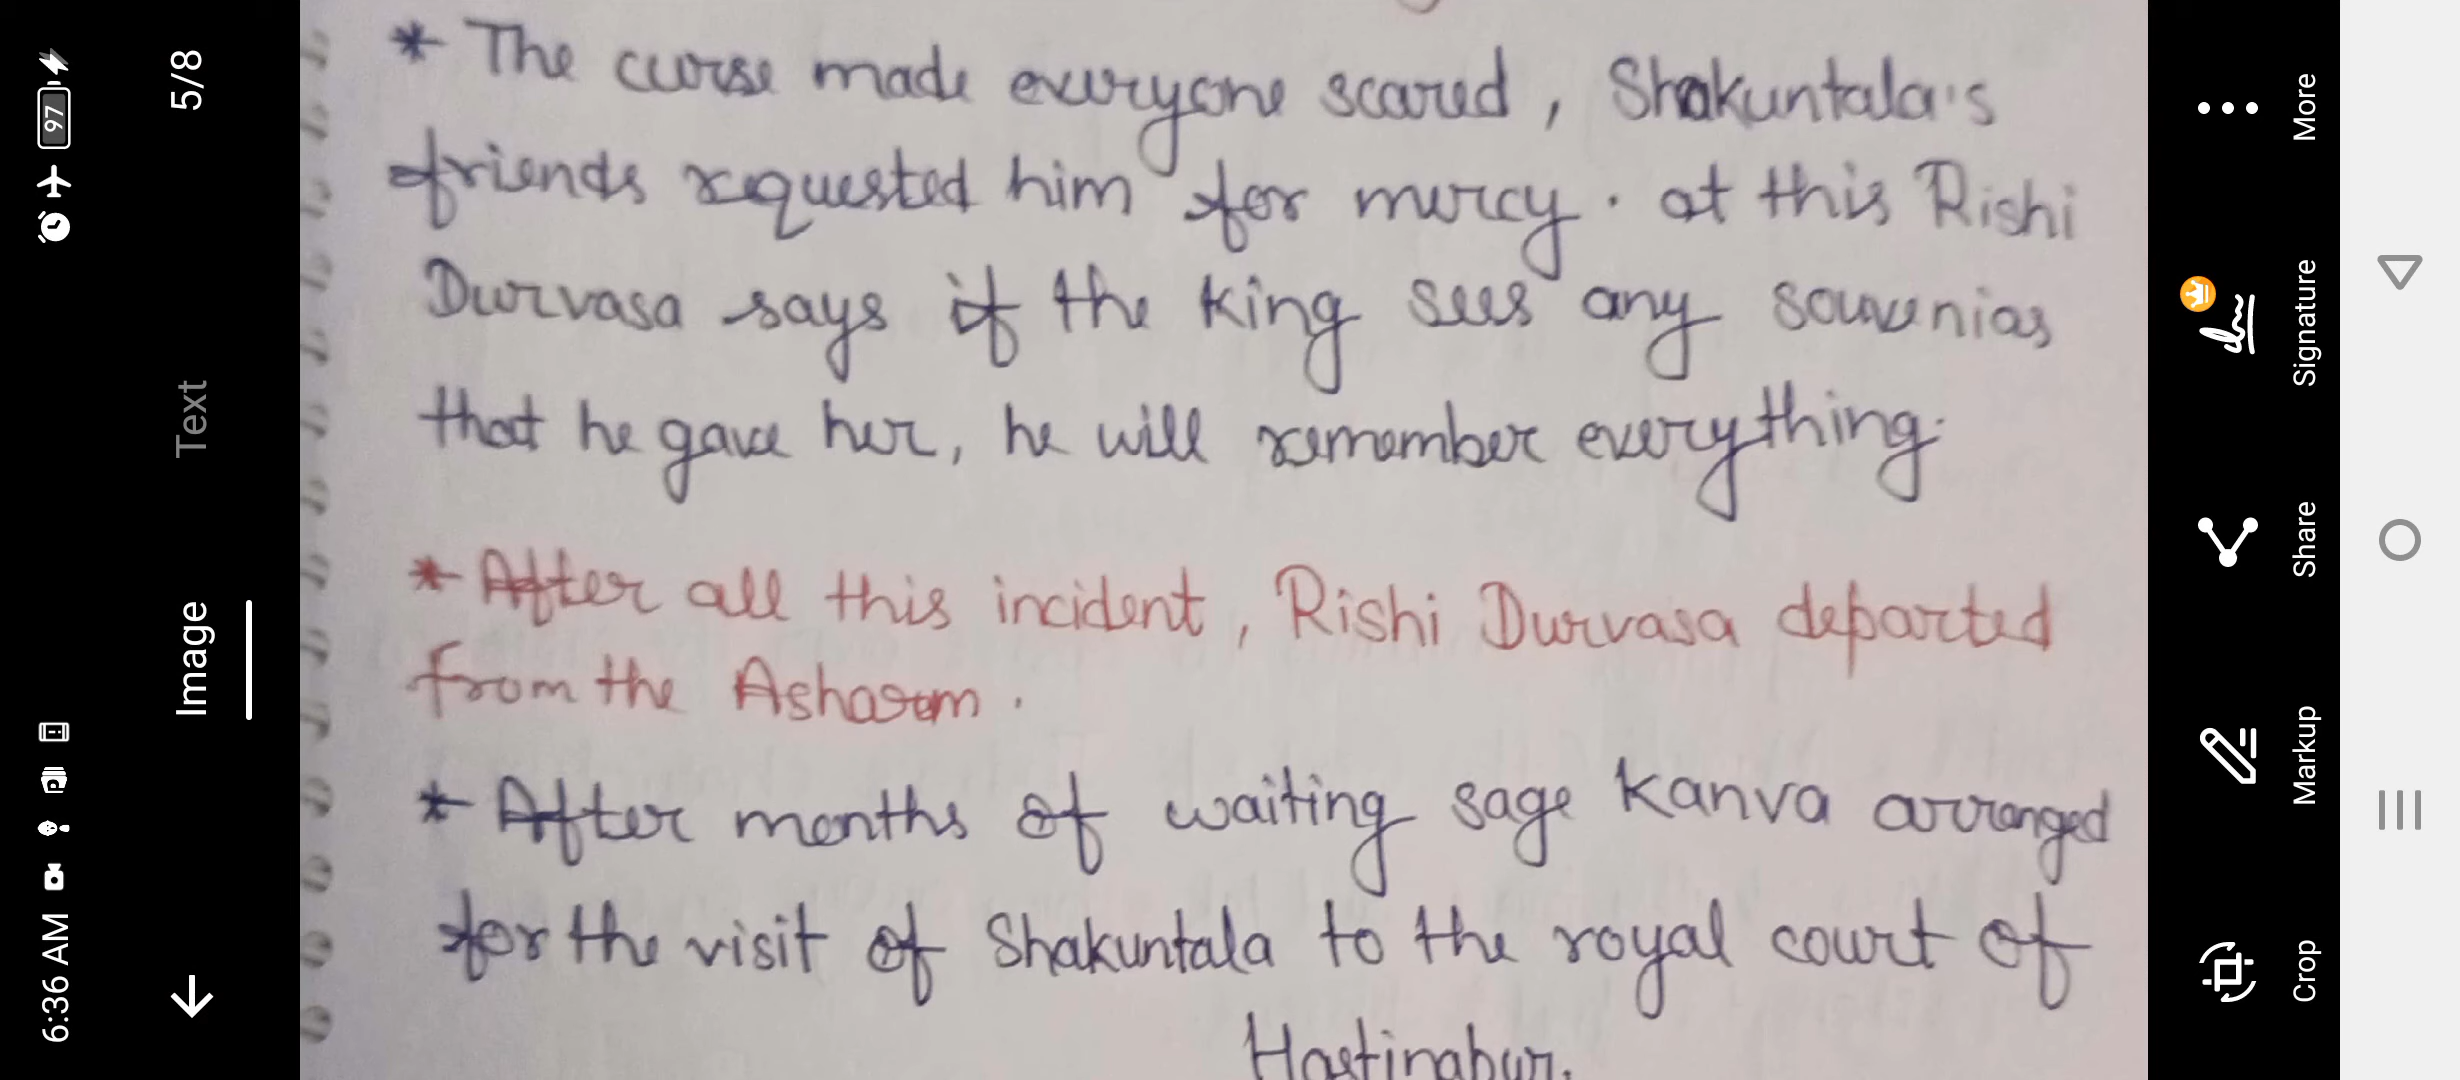 * The curse made everyone scared, Shakuntala's
friends requested him for mercy. at this Rishi
Durvasa says if the king sees any souvenias
that he gave her, he will remember everything.
* After all this incident, Rishi Durvasa departed
from the Asharam.
* After months of waiting sage Kanva arranged
for the visit of Shakuntala to the royal court of
Hastinapur.
6:36 AM
97
Image
Text
5/8
Crop
Markup
Share
Signature
More